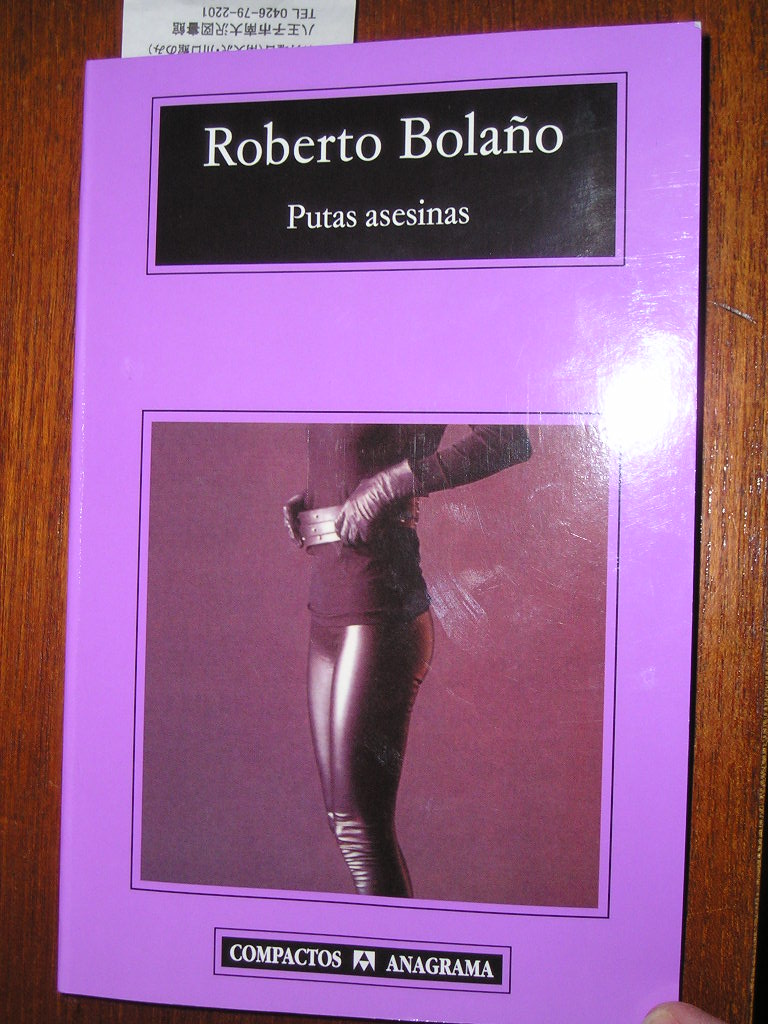 TEL 0426-79-2201
八王子市南大沢図書館
Roberto Bolaño
Putas asesinas
COMPACTOS ANAGRAMA